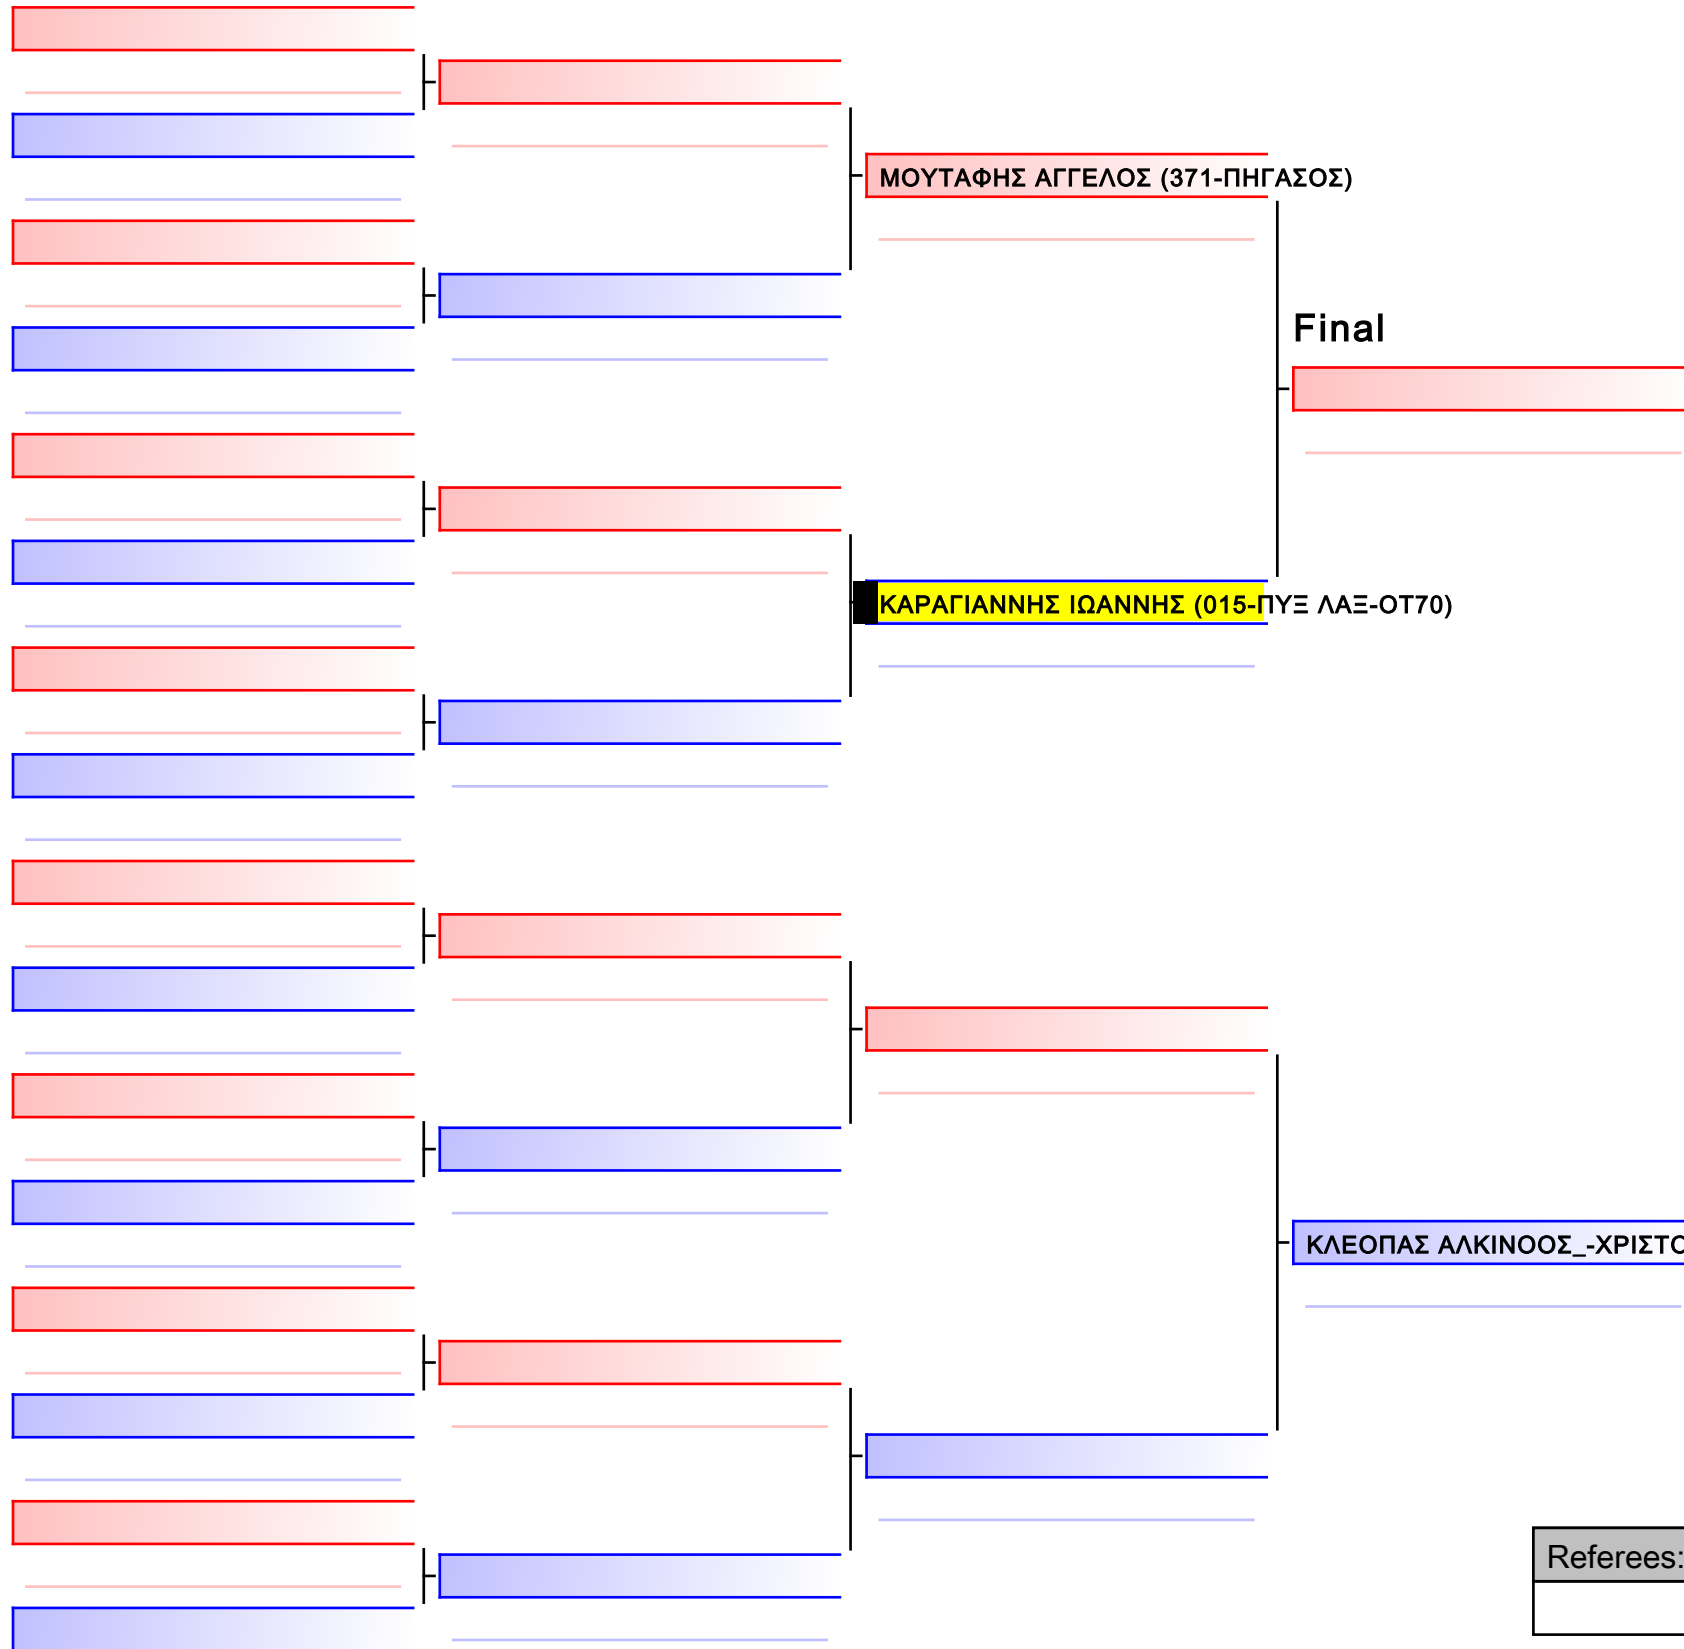 ΜΟΥΤΑΦΗΣ ΑΓΓΕΛΟΣ (371-ΠΗΓΑΣΟΣ)
Final
ΚΑΡΑΓΙΑΝΝΗΣ ΙΩΑΝΝΗΣ (015-ΠΥΞ ΛΑΞ-ΟΤ70)
ΚΛΕΟΠΑΣ ΑΛΚΙΝΟΟΣ_-ΧΡΙΣΤΟ
Referees: